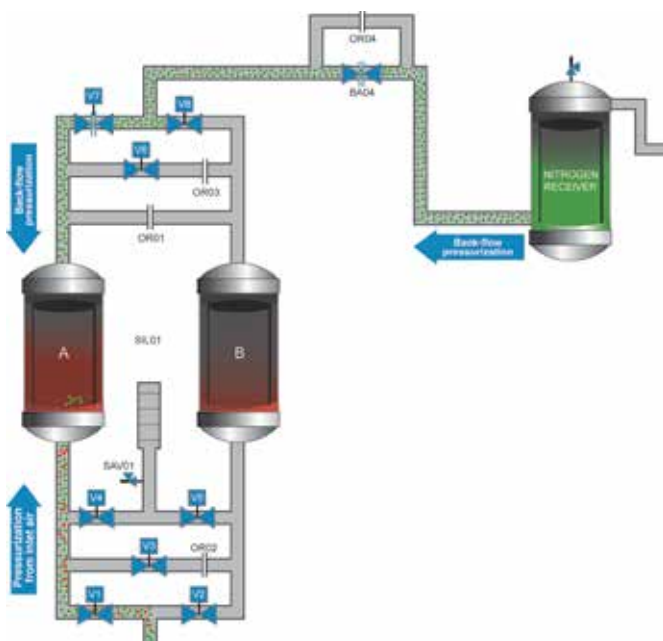 OR04
BA04
V7
V8
V6
OR03
OR01
Back-flow
pressurization
NITROGEN
RECEIVER
Back-flow
pressurization
A
SIL01
B
SAV01
V4
V5
Pressurization
from inlet air
V3
OR02
V1
V2